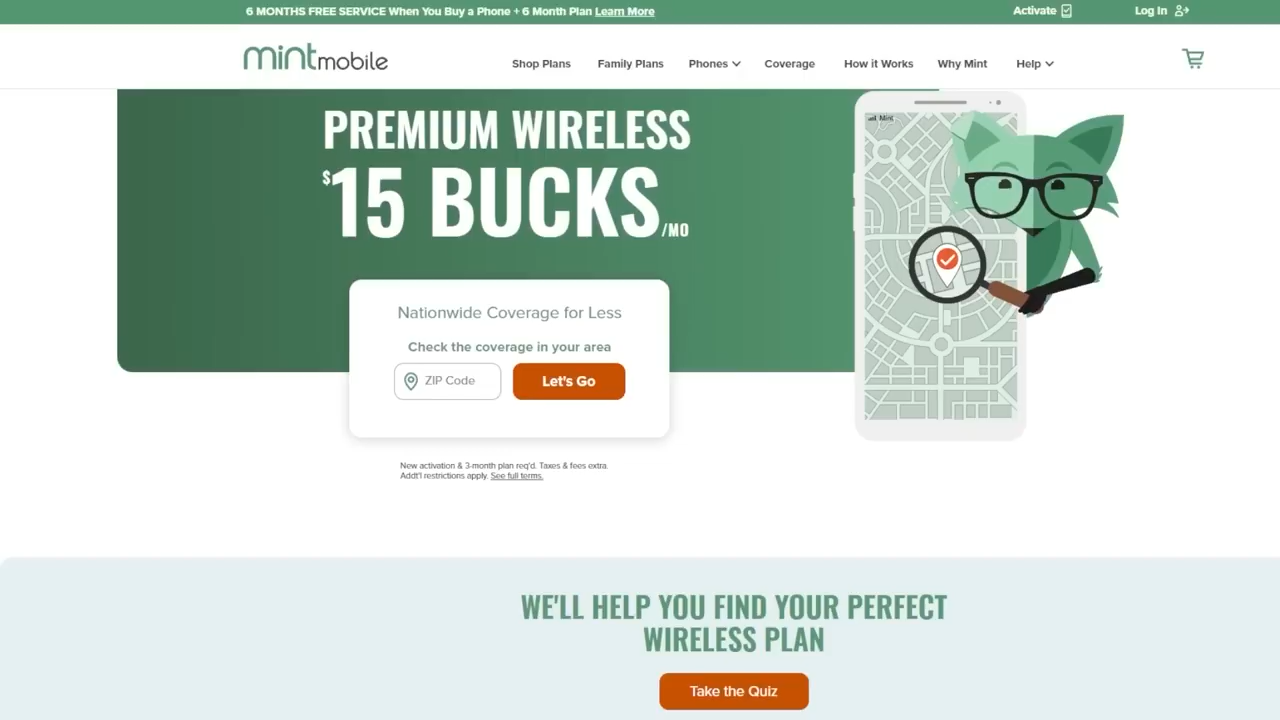 6 MONTHS FREE SERVICE When You Buy a Phone + 6 Month Plan Learn More
Activate
Log In
mintmobile
Shop Plans
Family Plans
Phones
Coverage
How it Works
Why Mint
Help
PREMIUM WIRELESS
$15 BUCKS/MO
Mint
Nationwide Coverage for Less
Check the coverage in your area
ZIP Code
Let's Go
New activation & 3-month plan req'd. Taxes & fees extra.
Addt'l restrictions apply. See full terms.
WE'LL HELP YOU FIND YOUR PERFECT
WIRELESS PLAN
Take the Quiz